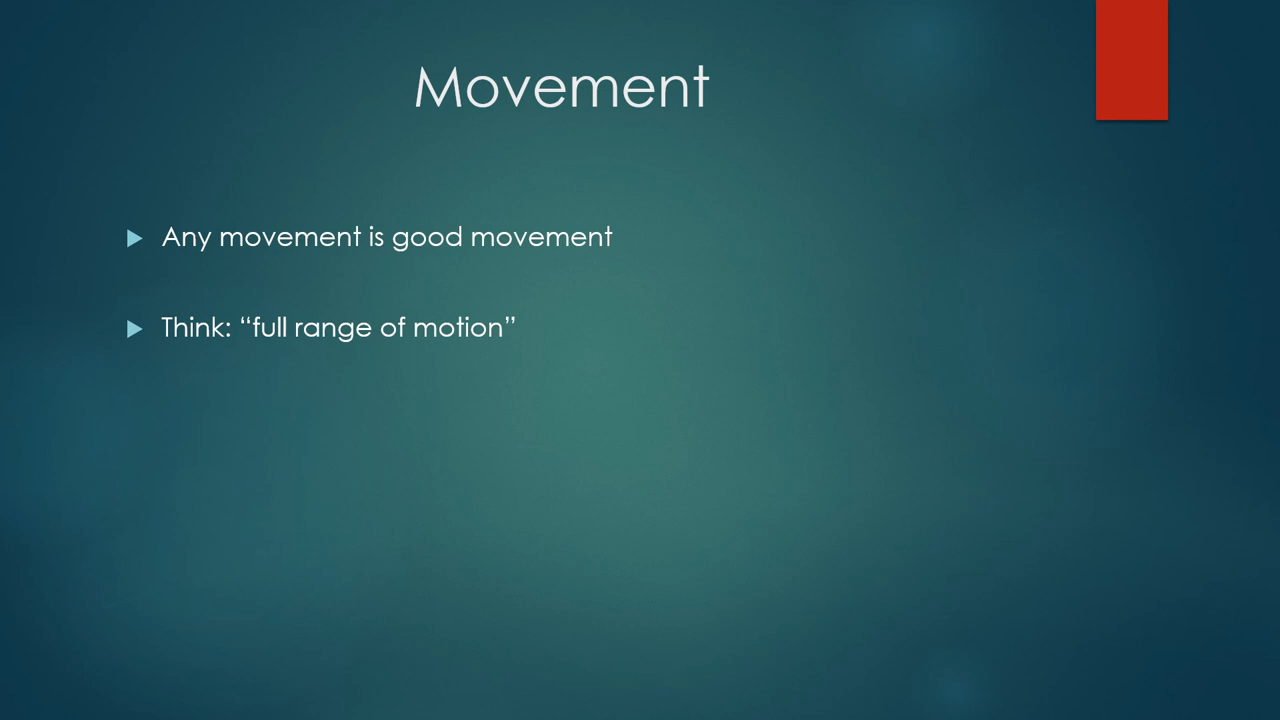 Movement
Any movement is good movement
Think: “full range of motion”